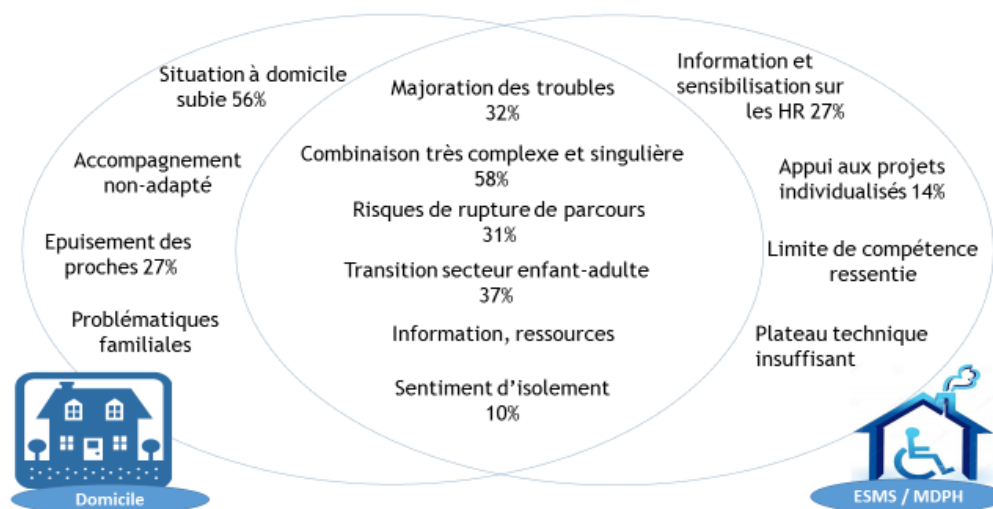 Situation à domicile
subie 56%
Accompagnement
non-adapté
Epuisement des
proches 27%
Problématiques
familiales
Domicile
Majoration des troubles
32%
Combinaison très complexe et singulière
58%
Risques de rupture de parcours
31%
Transition secteur enfant-adulte
37%
Information, ressources
Sentiment d’isolement
10%
Information et
sensibilisation sur
les HR 27%
Appui aux projets
individualisés 14%
Limite de compétence
ressentie
Plateau technique
insuffisant
ESMS / MDPH